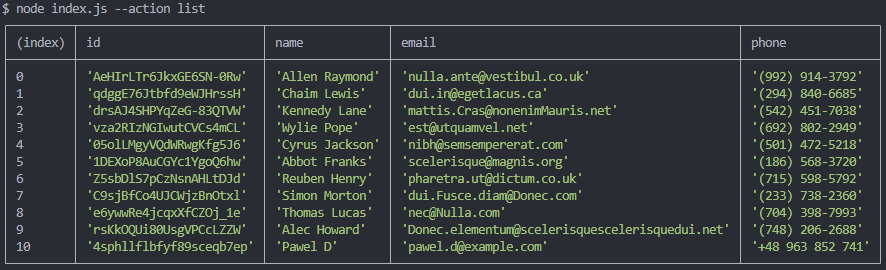 $ node index.js --action list
(index) id name email phone
0 'AeHIrLTr6JkxGE6SN-0Rw' 'Allen Raymond' 'nulla.ante@vestibul.co.uk' '(992) 914-3792'
1 'qdggE76Jtbfd9eWJHrssH' 'Chaim Lewis' 'dui.in@egetlacus.ca' '(294) 840-6685'
2 'drsAJ4SHPYqZeG-83QTVW' 'Kennedy Lane' 'mattis.Cras@nonenimMauris.net' '(542) 451-7038'
3 'vza2RIzNGIwutCVCs4mCL' 'Wylie Pope' 'est@utquamvel.net' '(692) 802-2949'
4 '05olLMgyVQdWRwgKfg5J6' 'Cyrus Jackson' 'nibh@semsempererat.com' '(501) 472-5218'
5 '1DEXoP8AuCGYc1YgoQ6hw' 'Abbot Franks' 'scelerisque@magnis.org' '(186) 568-3720'
6 'Z5sbDlS7pCzNsnAHLtDJd' 'Reuben Henry' 'pharetra.ut@dictum.co.uk' '(715) 598-5792'
7 'C9sjBfCo4UJCWjzBnOtxl' 'Simon Morton' 'dui.Fusce.diam@Donec.com' '(233) 738-2360'
8 'e6ywwRe4jcqxXfCZOj_1e' 'Thomas Lucas' 'nec@Nulla.com' '(704) 398-7993'
9 'rsKkOQUi80UsgVPCcLZZW' 'Alec Howard' 'Donec.elementum@scelerisquescelerisquedui.net' '(748) 206-2688'
10 '4sphllflbfyf89sceqb7ep' 'Pawel D' 'pawel.d@example.com' '+48 963 852 741'